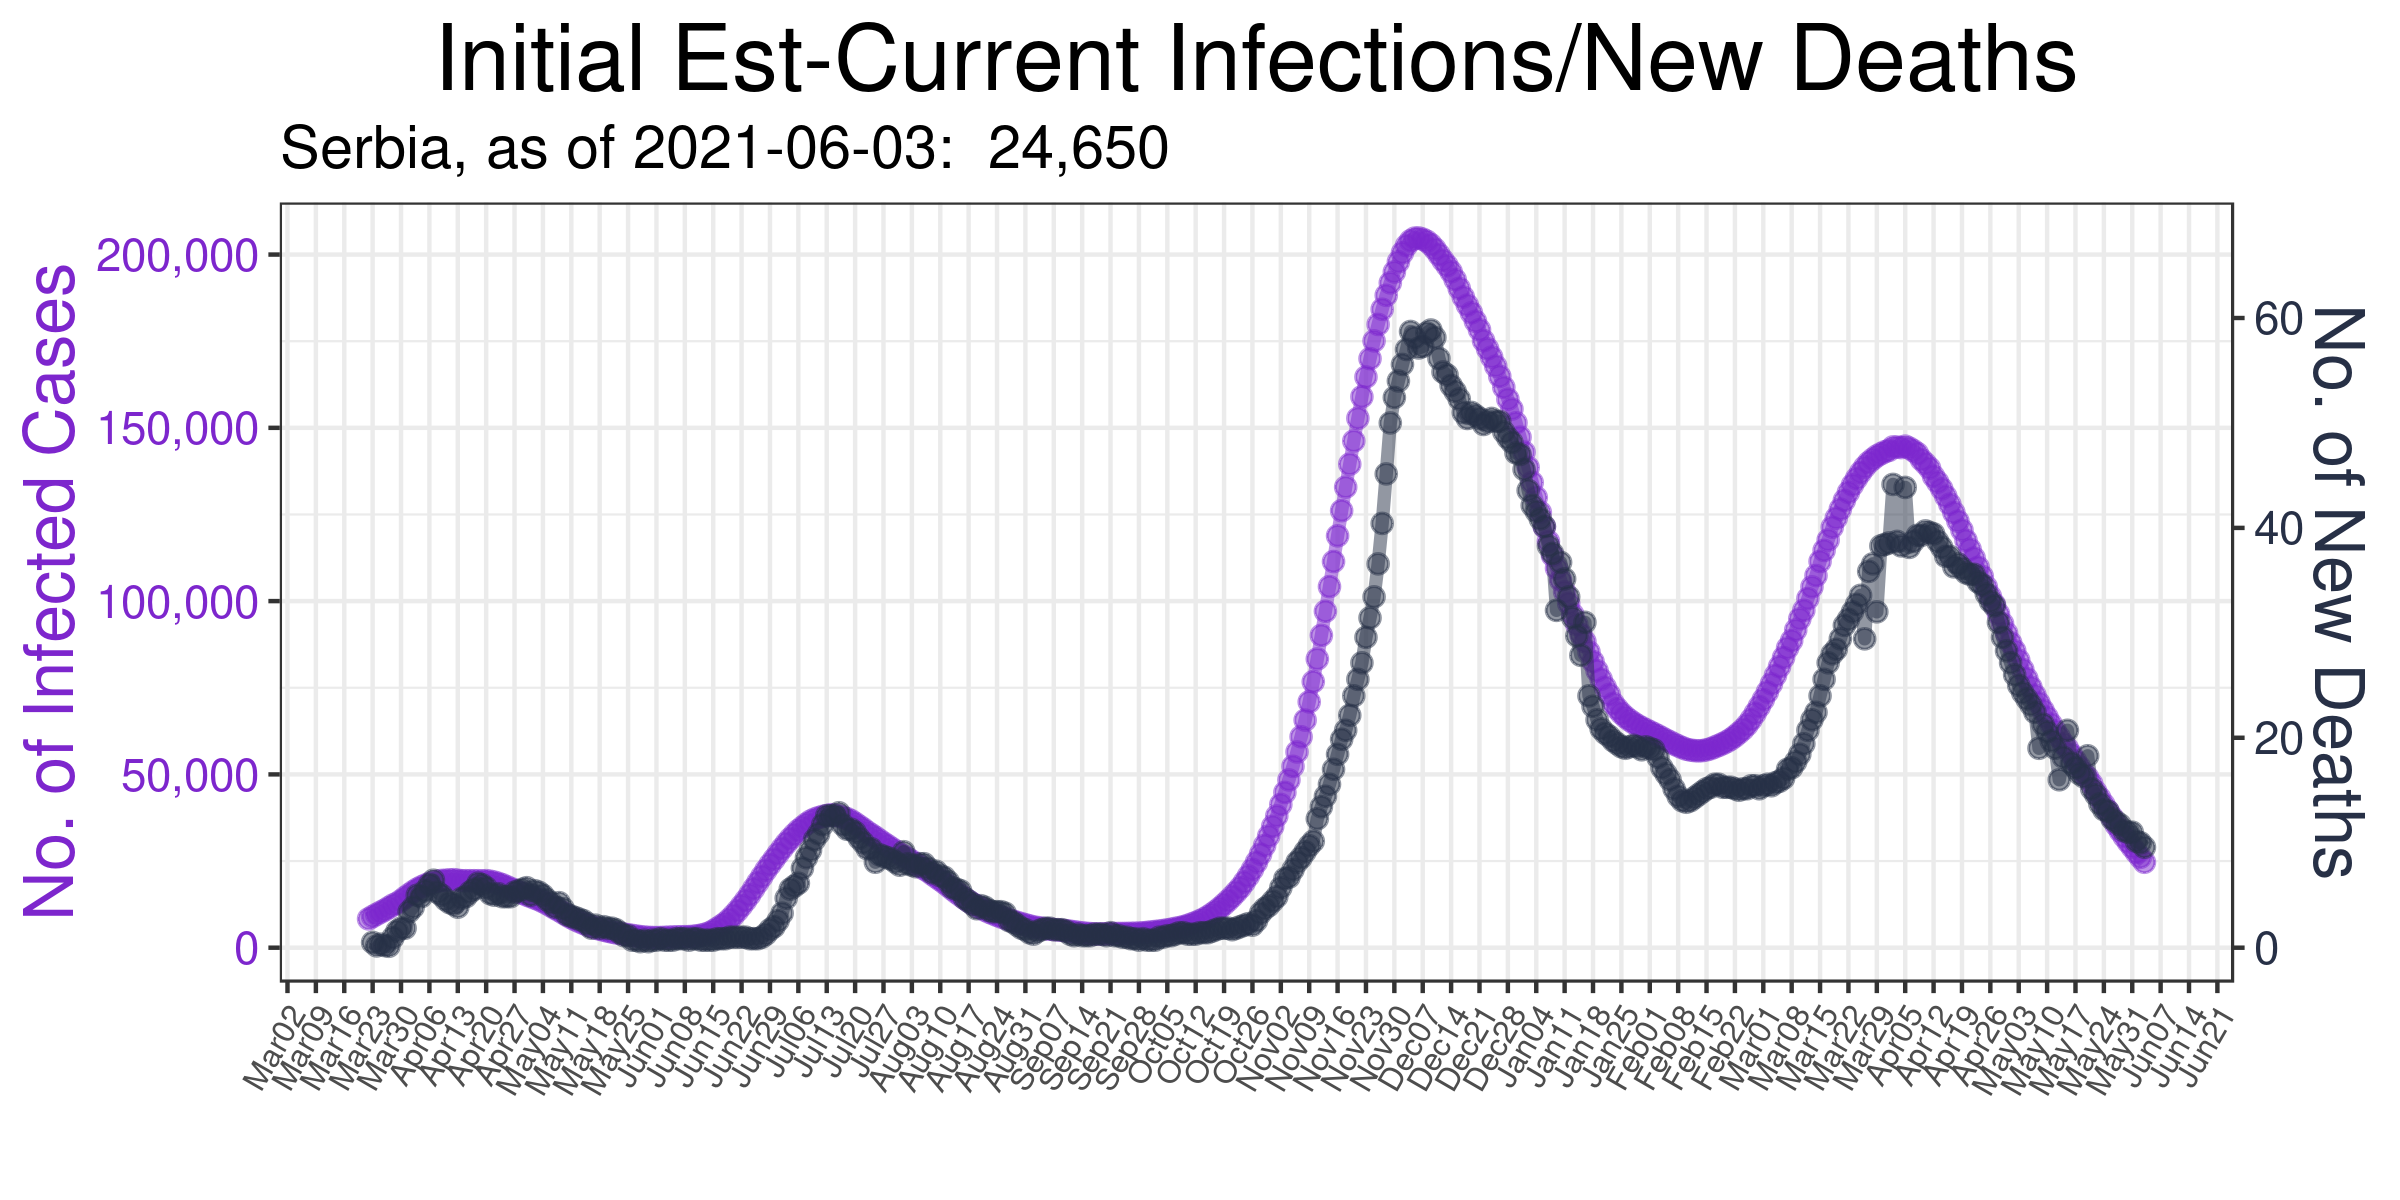 Initial Est-Current Infections/New Deaths
Serbia, as of 2021-06-03:  24,650
No. of Infected Cases
200,000
150,000
100,000
50,000
0
60
40
20
0
No. of New Deaths
Mar02
Mar09
Mar16
Mar23
Mar30
Apr06
Apr13
Apr20
Apr27
May04
May11
May18
May25
Jun01
Jun08
Jun15
Jun22
Jun29
Jul06
Jul13
Jul20
Jul27
Aug03
Aug10
Aug17
Aug24
Aug31
Sep07
Sep14
Sep21
Sep28
Oct05
Oct12
Oct19
Oct26
Nov02
Nov09
Nov16
Nov23
Nov30
Dec07
Dec14
Dec21
Dec28
Jan04
Jan11
Jan18
Jan25
Feb01
Feb08
Feb15
Feb22
Mar01
Mar08
Mar15
Mar22
Mar29
Apr05
Apr12
Apr19
Apr26
May03
May10
May17
May24
May31
Jun07
Jun14
Jun21